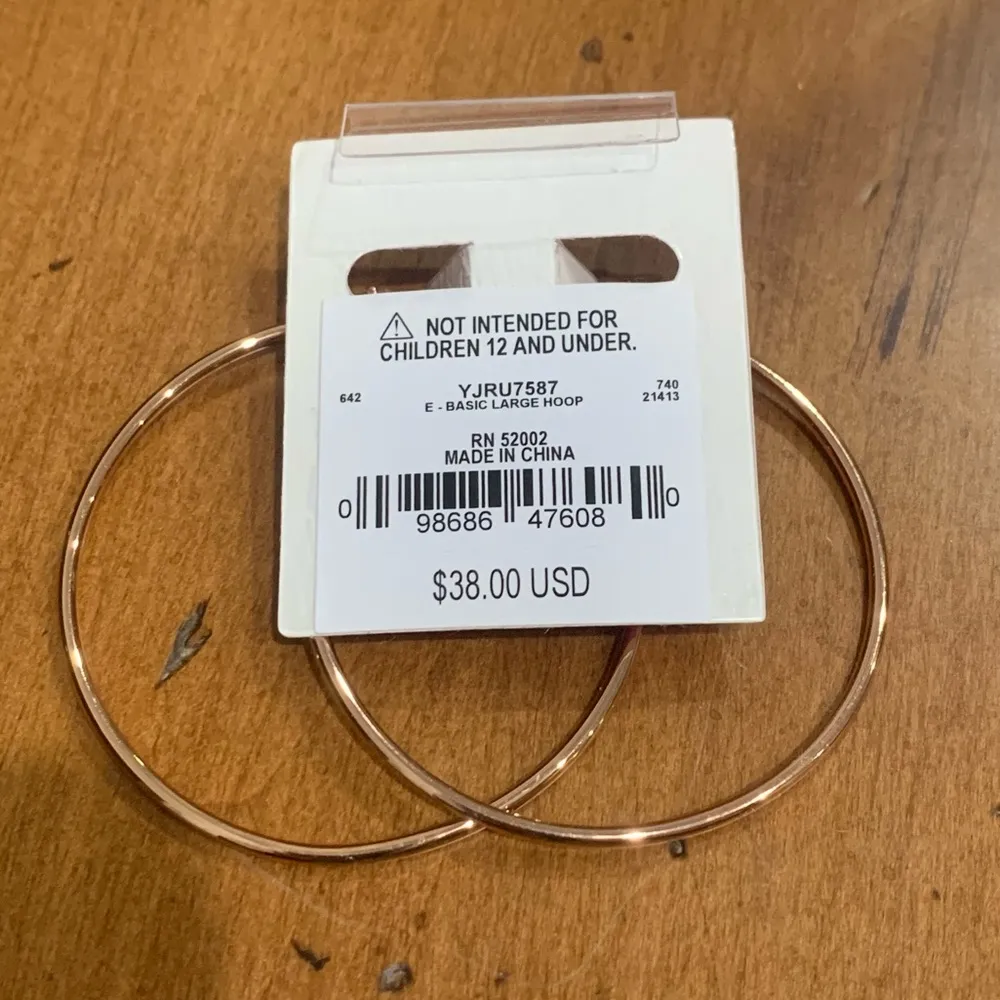 NOT INTENDED FOR
CHILDREN 12 AND UNDER.
YJRU7587
642 E - BASIC LARGE HOOP 740
21413
RN 52002
MADE IN CHINA
0 98686 47608 0
$38.00 USD